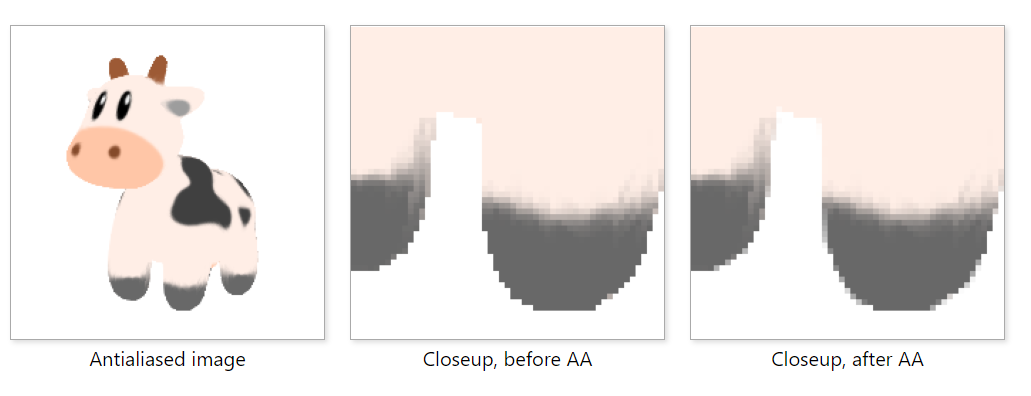 Antialiased image
Closeup, before AA
Closeup, after AA